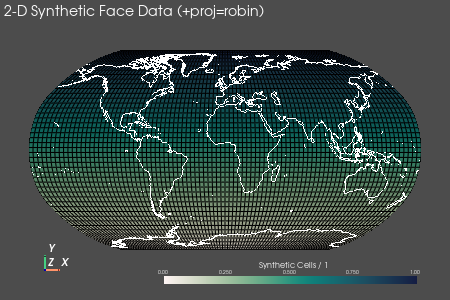 2-D Synthetic Face Data (+proj=robin)
Y
Z X
Synthetic Cells / 1
0.00 0.250 0.500 0.750 1.00